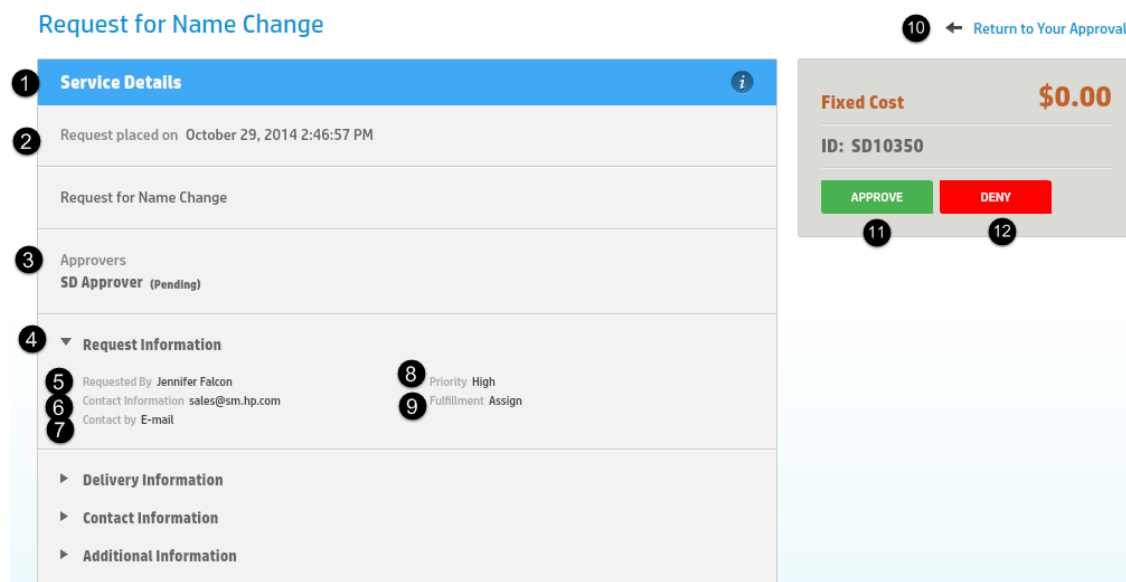 Request for Name Change
10 Return to Your Approval
1 Service Details i
2 Request placed on October 29, 2014 2:46:57 PM
Request for Name Change
3 Approvers
SD Approver (Pending)
4 Request Information
5 Requested By Jennifer Falcon
6 Contact Information sales@sm.hp.com
7 Contact by E-mail
8 Priority High
9 Fulfillment Assign
Delivery Information
Contact Information
Additional Information
Fixed Cost $0.00
ID: SD10350
APPROVE DENY
11 12